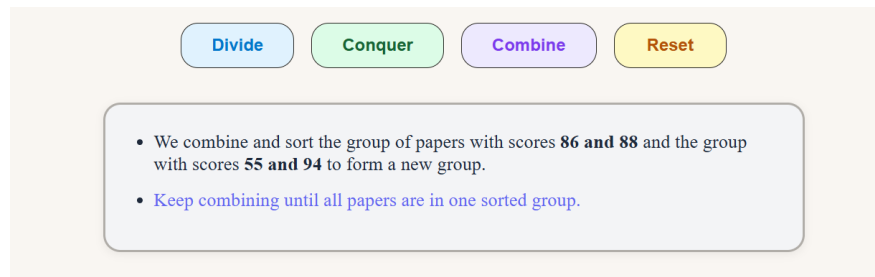 Divide Conquer Combine Reset
• We combine and sort the group of papers with scores 86 and 88 and the group
with scores 55 and 94 to form a new group.
• Keep combining until all papers are in one sorted group.